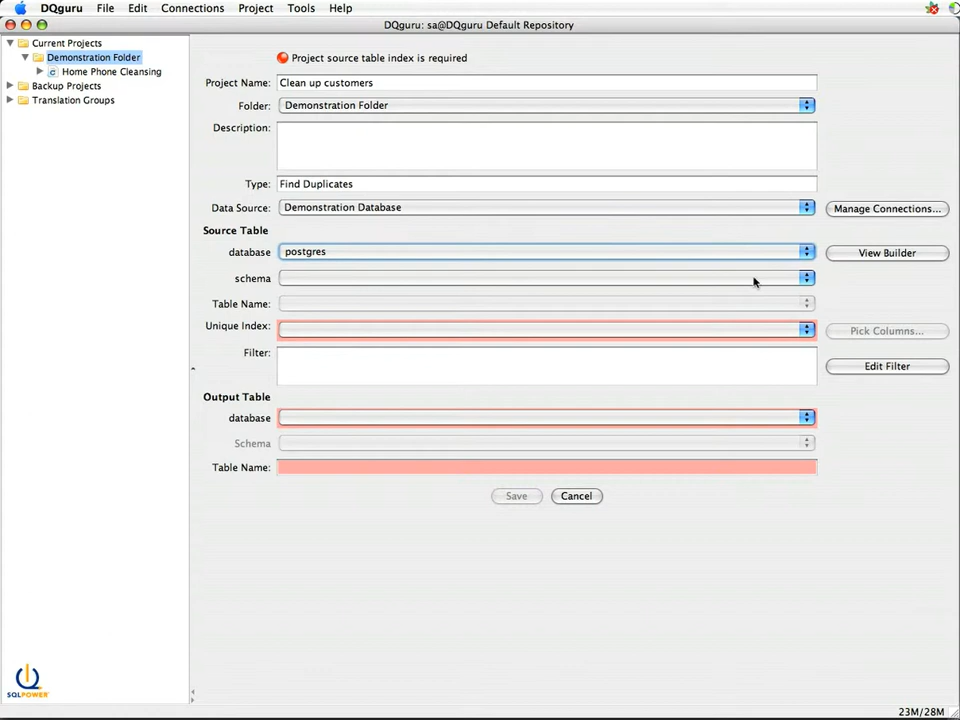 DQguru File Edit Connections Project Tools Help
DQguru: sa@DQguru Default Repository
Current Projects
Demonstration Folder
Home Phone Cleansing
Backup Projects
Translation Groups
Project source table index is required
Project Name: Clean up customers
Folder: Demonstration Folder
Description:
Type: Find Duplicates
Data Source: Demonstration Database Manage Connections...
Source Table
database postgres View Builder
schema
Table Name:
Unique Index: Pick Columns...
Filter: Edit Filter
Output Table
database
Schema
Table Name:
Save Cancel
SQLPOWER
23M/28M